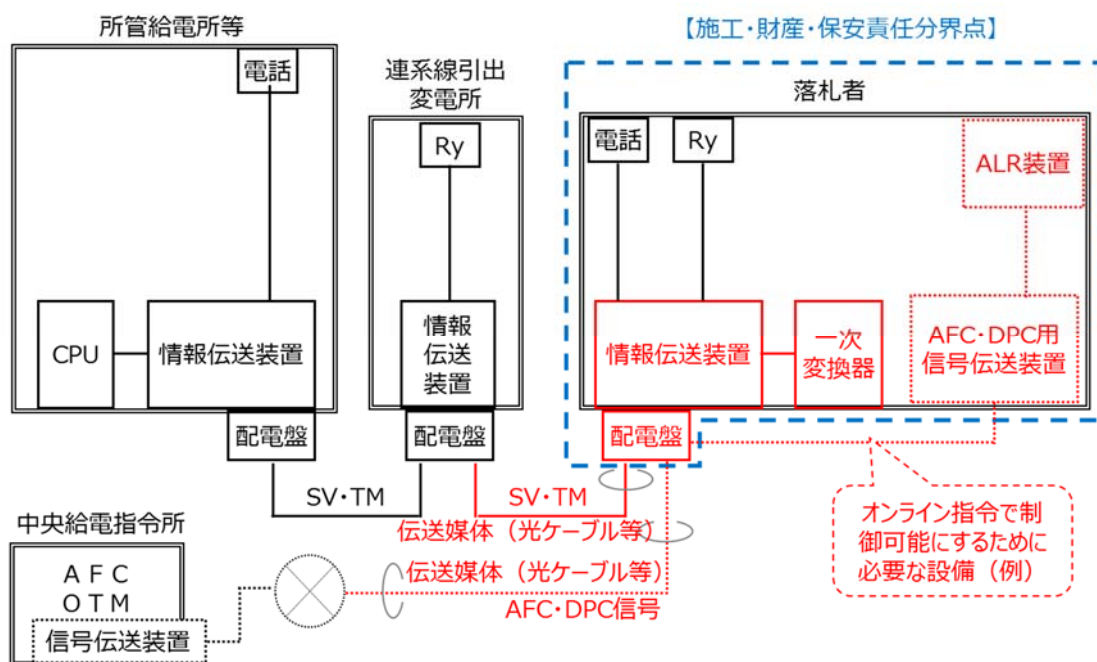 所管給電所等
電話
CPU
情報伝送装置
配電盤
連系線引出
変電所
Ry
情報
伝送
装置
配電盤
【施工・財産・保安責任分界点】
落札者
電話
Ry
ALR装置
情報伝送装置
一次
変換器
AFC・DPC用
信号伝送装置
配電盤
SV・TM
SV・TM
伝送媒体（光ケーブル等）
伝送媒体（光ケーブル等）
AFC・DPC信号
オンライン指令で制
御可能にするために
必要な設備（例）
中央給電指令所
AFC
OTM
信号伝送装置